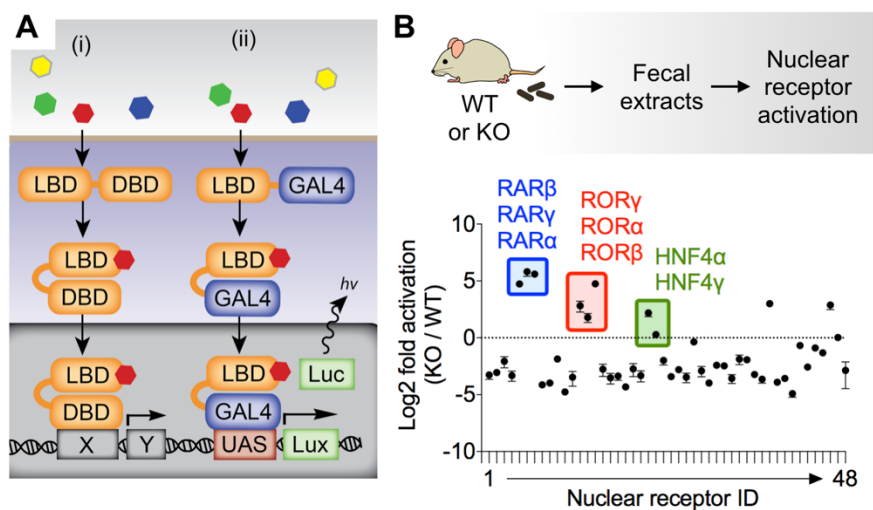 A
(i)
(ii)
LBD
DBD
LBD
GAL4
LBD
DBD
LBD
GAL4
hv
LBD
DBD
LBD
GAL4
Luc
X
Y
UAS
Lux
B
WT
or KO
Fecal
extracts
Nuclear
receptor
activation
RARβ
RARγ
RARα
RORγ
RORα
RORβ
HNF4α
HNF4γ
Log2 fold activation
(KO / WT)
10
5
0
-5
-10
1
48
Nuclear receptor ID